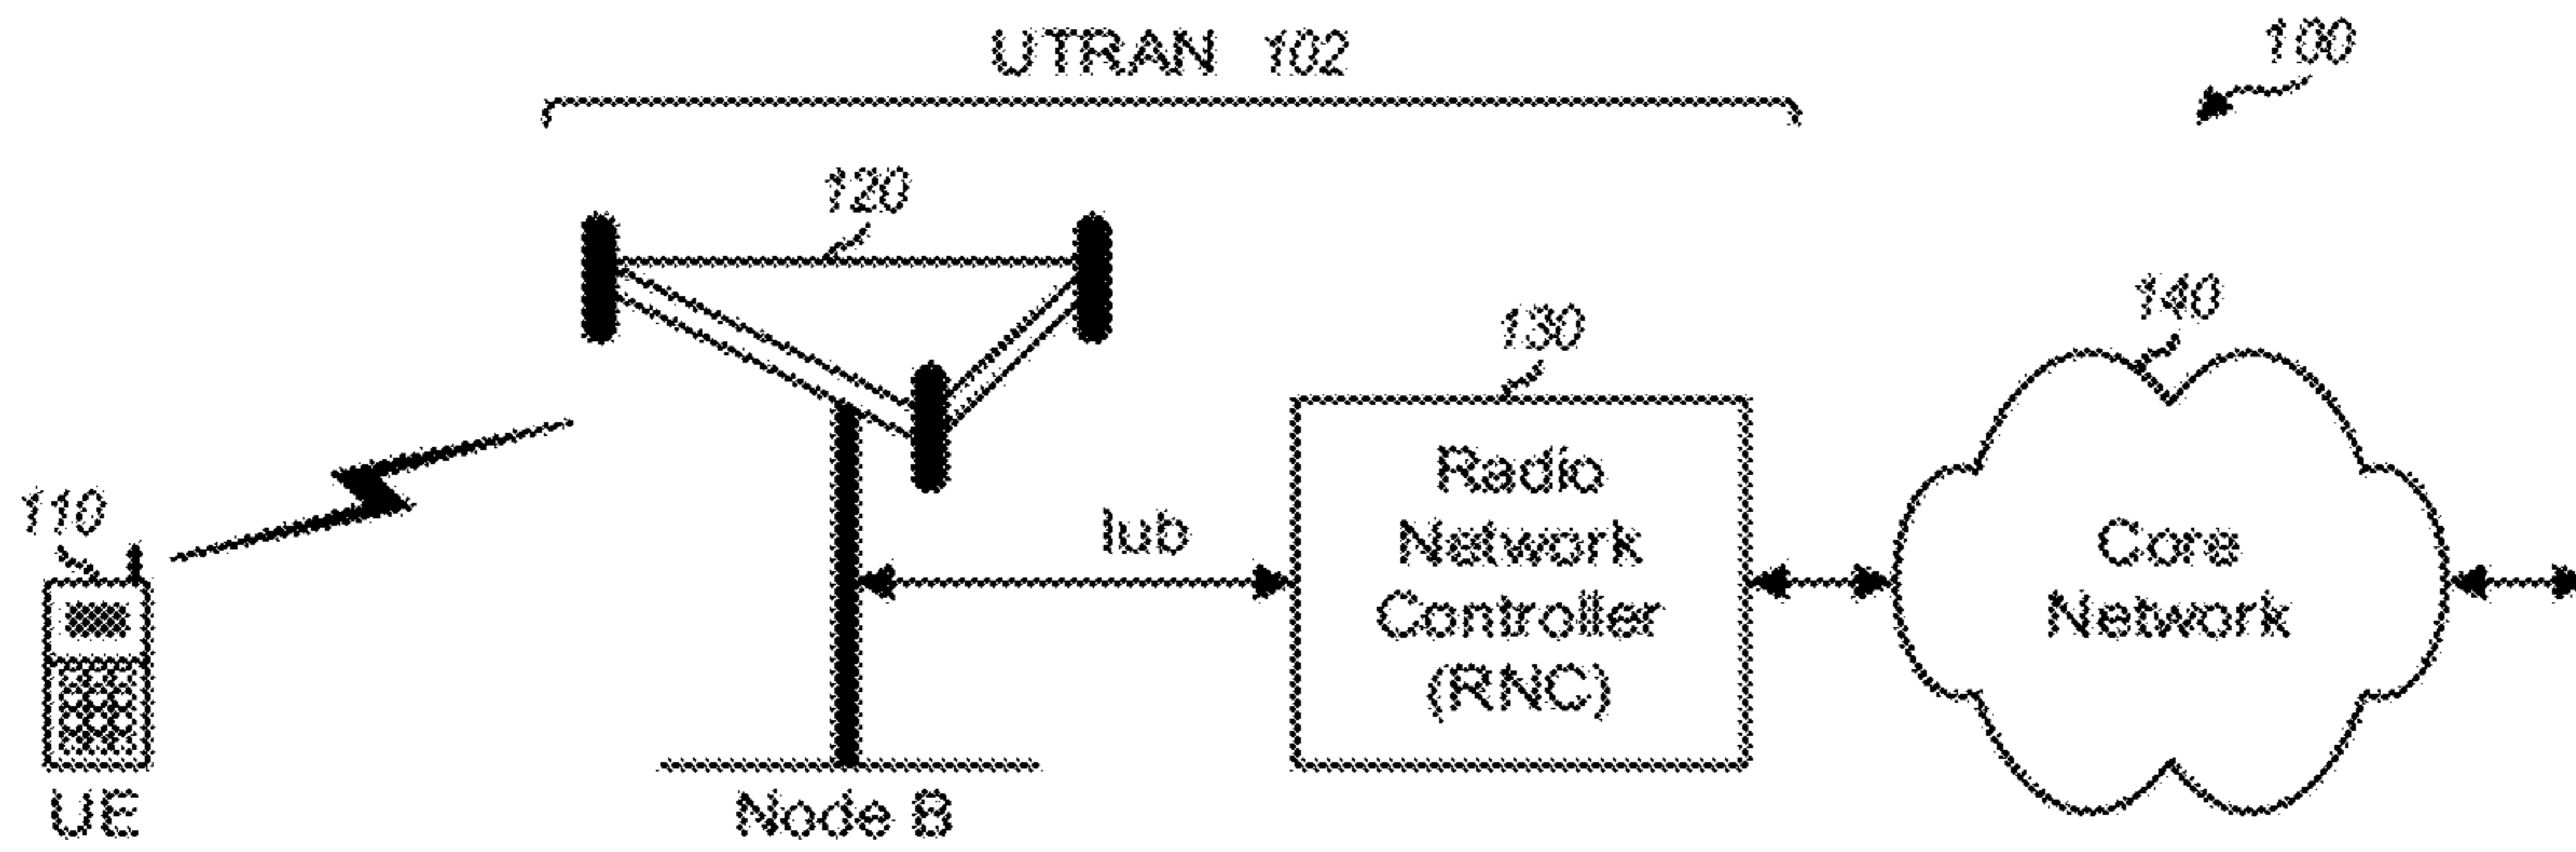 UTRAN 102
100
120
140
130
110
Iub
Radio
Network
Controller
(RNC)
Core
Network
UE
Node B